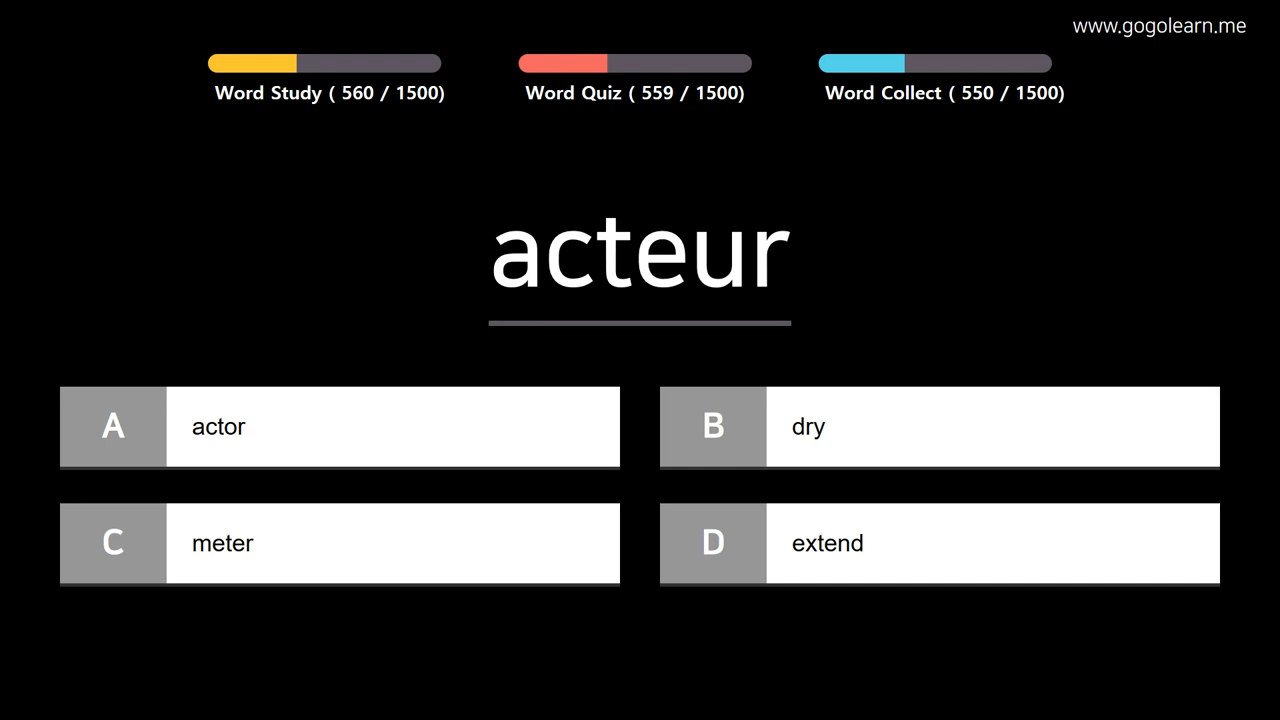 www.gogolearn.me
Word Study ( 560 / 1500)
Word Quiz ( 559 / 1500)
Word Collect ( 550 / 1500)
acteur
A actor
B dry
C meter
D extend